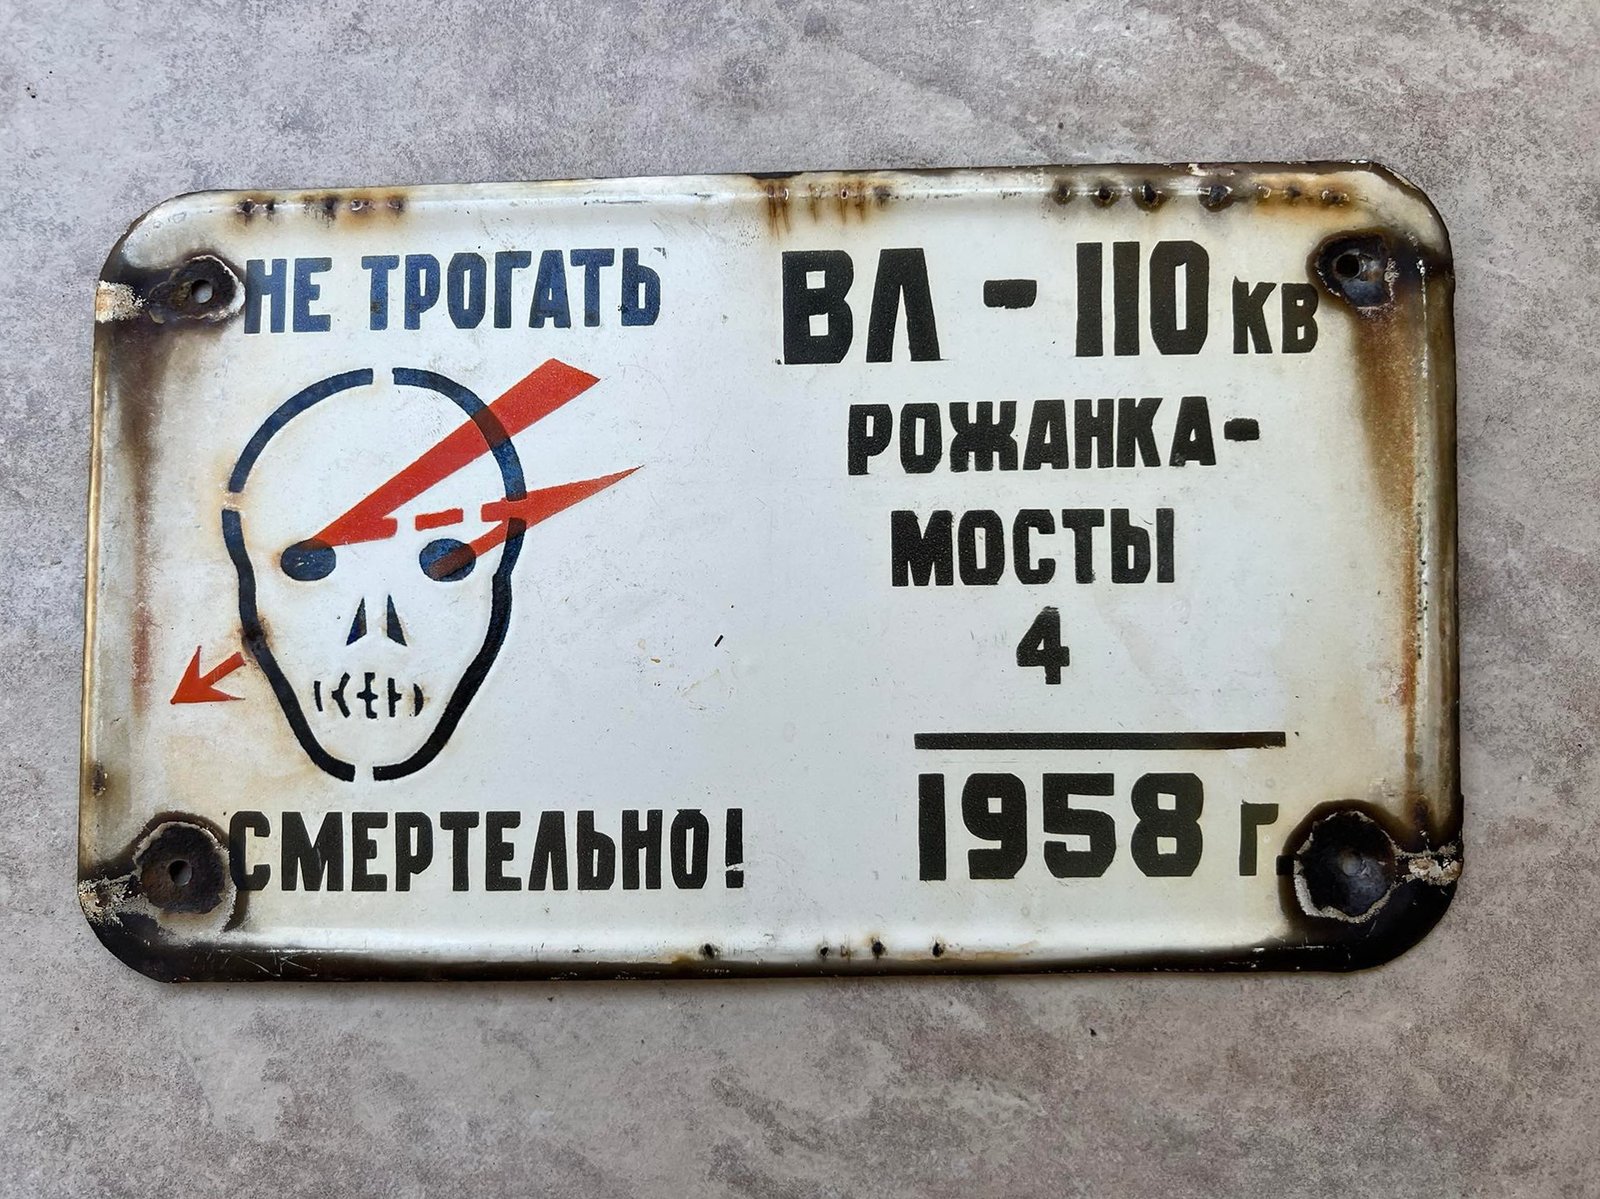 НЕ ТРОГАТЬ
СМЕРТЕЛЬНО!
ВЛ - 110 КВ
РОЖАНКА-
МОСТЫ
4
1958 г.